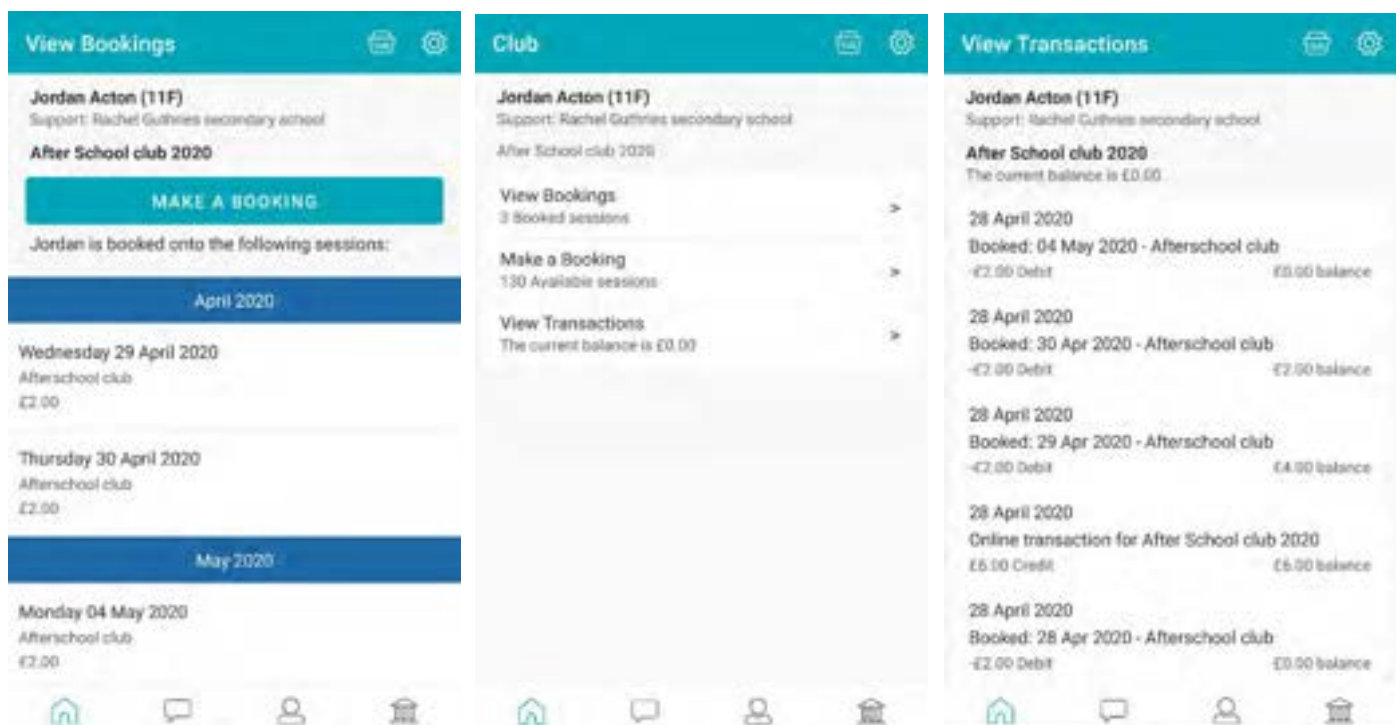 View Bookings
Jordan Acton (11F)
Support: Rachel Guthries secondary school
After School club 2020
MAKE A BOOKING
Jordan is booked onto the following sessions:
April 2020
Wednesday 29 April 2020
Afterschool club
£2.00
Thursday 30 April 2020
Afterschool club
£2.00
May 2020
Monday 04 May 2020
Afterschool club
£2.00
Club
Jordan Acton (11F)
Support: Rachel Guthries secondary school
After School club 2020
View Bookings
3 Booked sessions
>
Make a Booking
130 Available sessions
>
View Transactions
The current balance is £0.00
>
View Transactions
Jordan Acton (11F)
Support: Rachel Guthries secondary school
After School club 2020
The current balance is £0.00
28 April 2020
Booked: 04 May 2020 - Afterschool club
-£2.00 Debit £0.00 balance
28 April 2020
Booked: 30 Apr 2020 - Afterschool club
-£2.00 Debit £2.00 balance
28 April 2020
Booked: 29 Apr 2020 - Afterschool club
-£2.00 Debit £4.00 balance
28 April 2020
Online transaction for After School club 2020
£6.00 Credit £6.00 balance
28 April 2020
Booked: 28 Apr 2020 - Afterschool club
-£2.00 Debit £0.00 balance